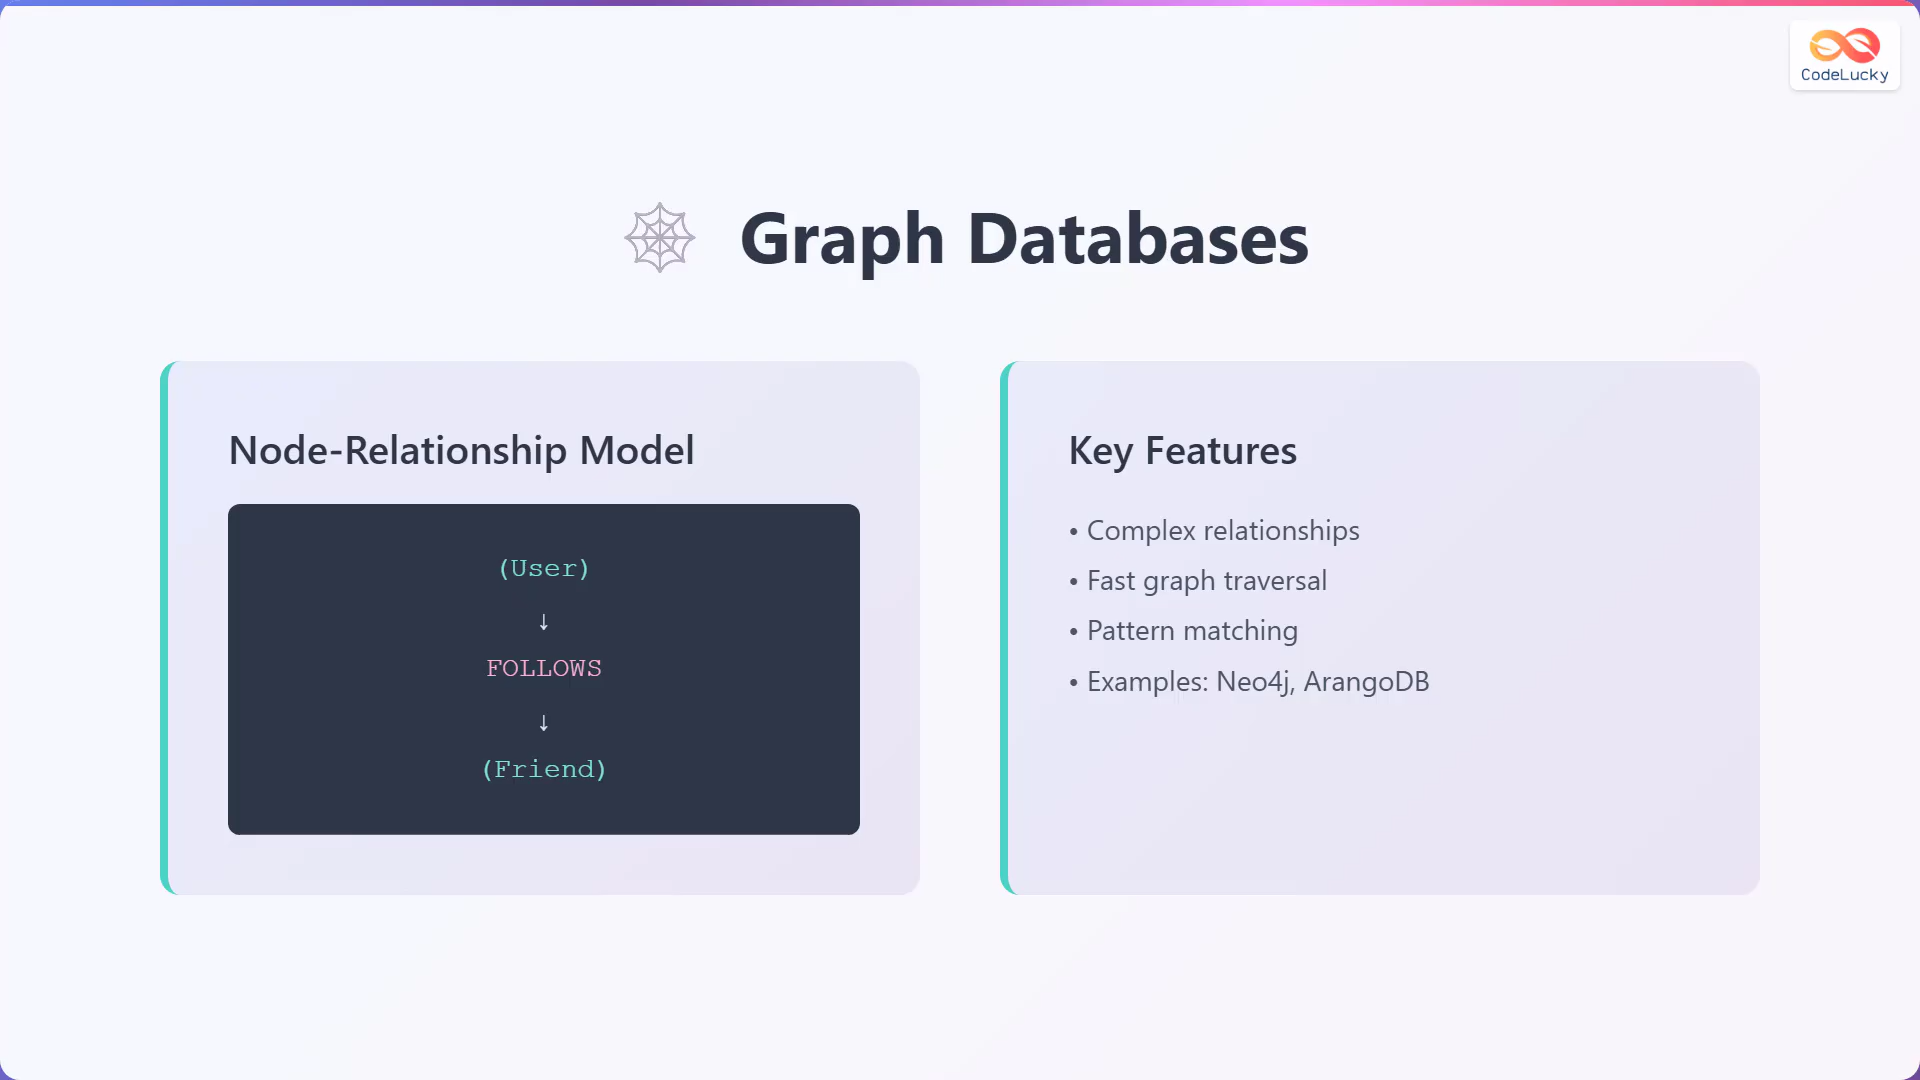 CodeLucky
Graph Databases
Node-Relationship Model
(User)
↓
FOLLOWS
↓
(Friend)
Key Features
• Complex relationships
• Fast graph traversal
• Pattern matching
• Examples: Neo4j, ArangoDB